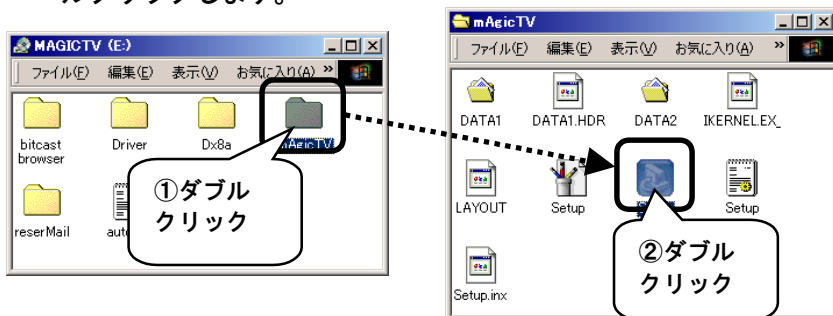 ルクリックします。
MAGICTV (E:)
ファイル(F) 編集(E) 表示(V) お気に入り(A) »
bitcast browser
Driver
Dx8a
mAgicTV
reserMail
①ダブル
クリック
mAgicTV
ファイル(F) 編集(E) 表示(V) お気に入り(A) »
DATA1
DATA1.HDR
DATA2
IKERNEL.EX_
LAYOUT
Setup
Setup
Setup.inx
②ダブル
クリック